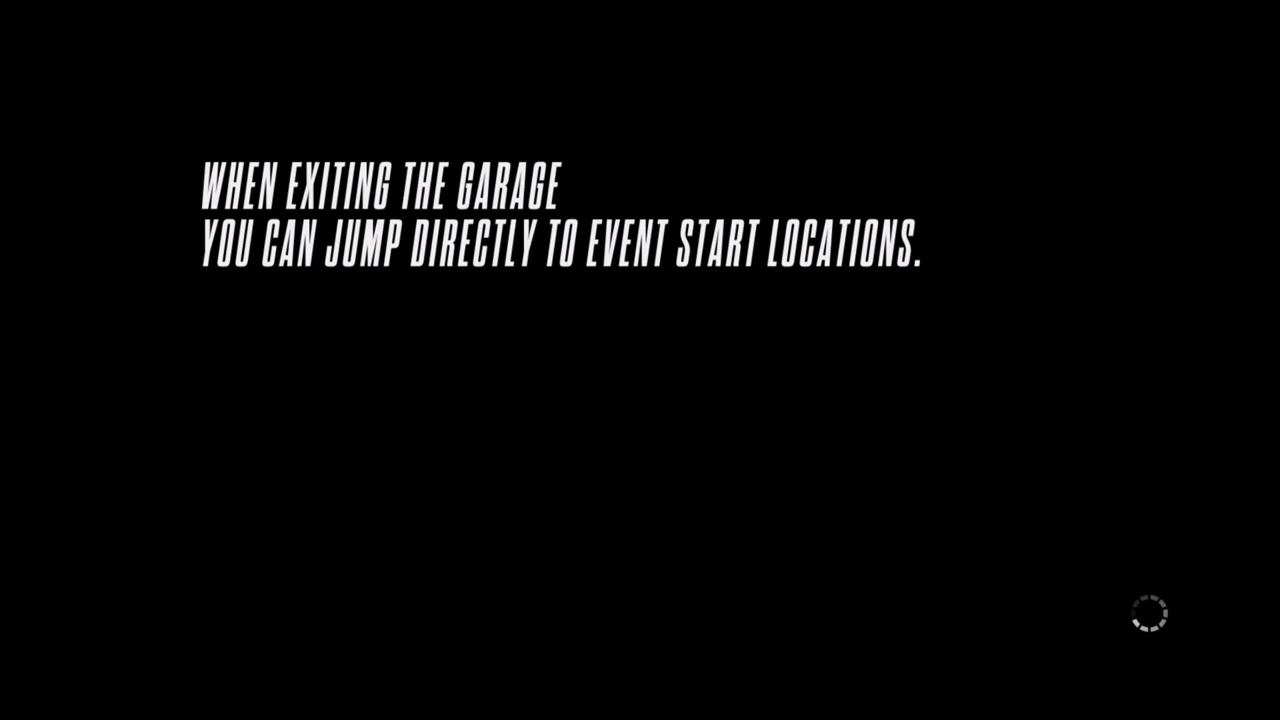 WHEN EXITING THE GARAGE
YOU CAN JUMP DIRECTLY TO EVENT START LOCATIONS.